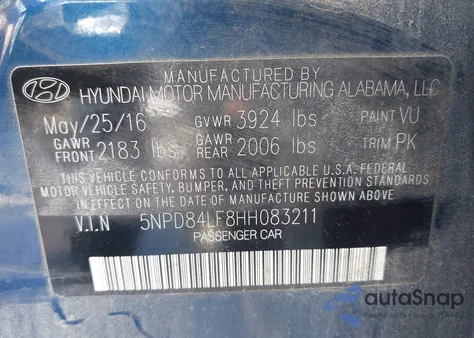 MANUFACTURED BY
HYUNDAI MOTOR MANUFACTURING ALABAMA, LLC
May/25/16 GVWR 3924 lbs PAINT VU
GAWR FRONT 2183 lbs GAWR REAR 2006 lbs TRIM PK
THIS VEHICLE CONFORMS TO ALL APPLICABLE U.S.A. FEDERAL
MOTOR VEHICLE SAFETY, BUMPER, AND THEFT PREVENTION STANDARDS
IN EFFECT ON THE DATE OF MANUFACTURE SHOWN ABOVE.
V.I.N 5NPD84LF8HH083211
PASSENGER CAR
autoSnap